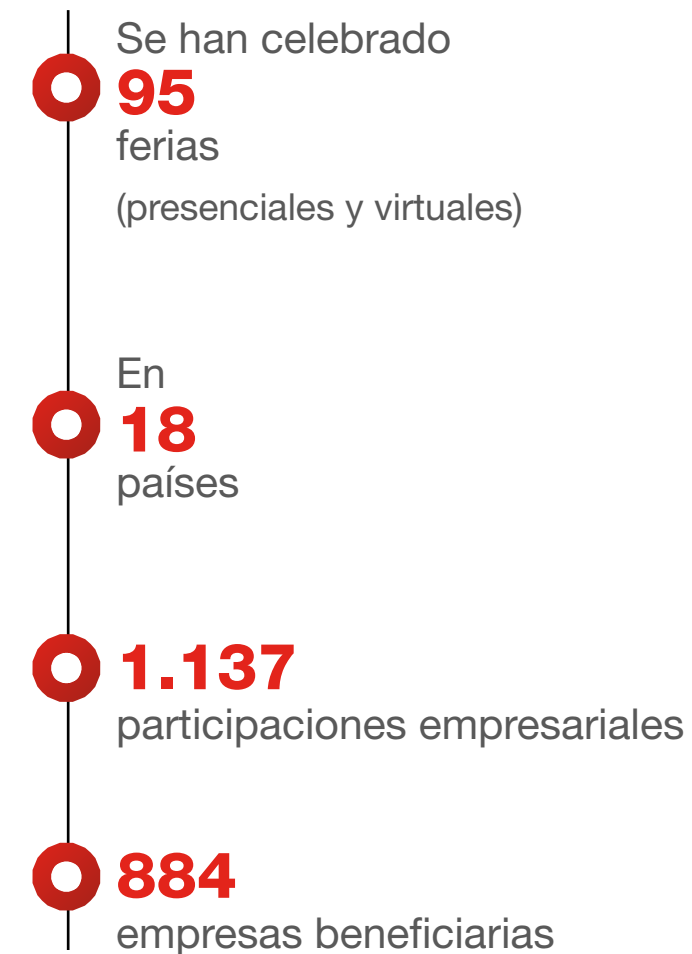 Se han celebrado
95
ferias
(presenciales y virtuales)
En
18
países
1.137
participaciones empresariales
884
empresas beneficiarias